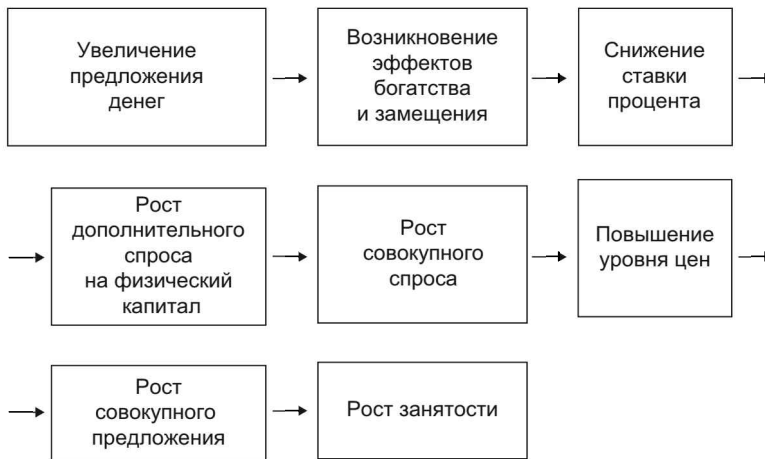 Увеличение
предложения
денег
Возникновение
эффектов
богатства
и замещения
Снижение
ставки
процента
Рост
дополнительного
спроса
на физический
капитал
Рост
совокупного
спроса
Повышение
уровня цен
Рост
совокупного
предложения
Рост занятости